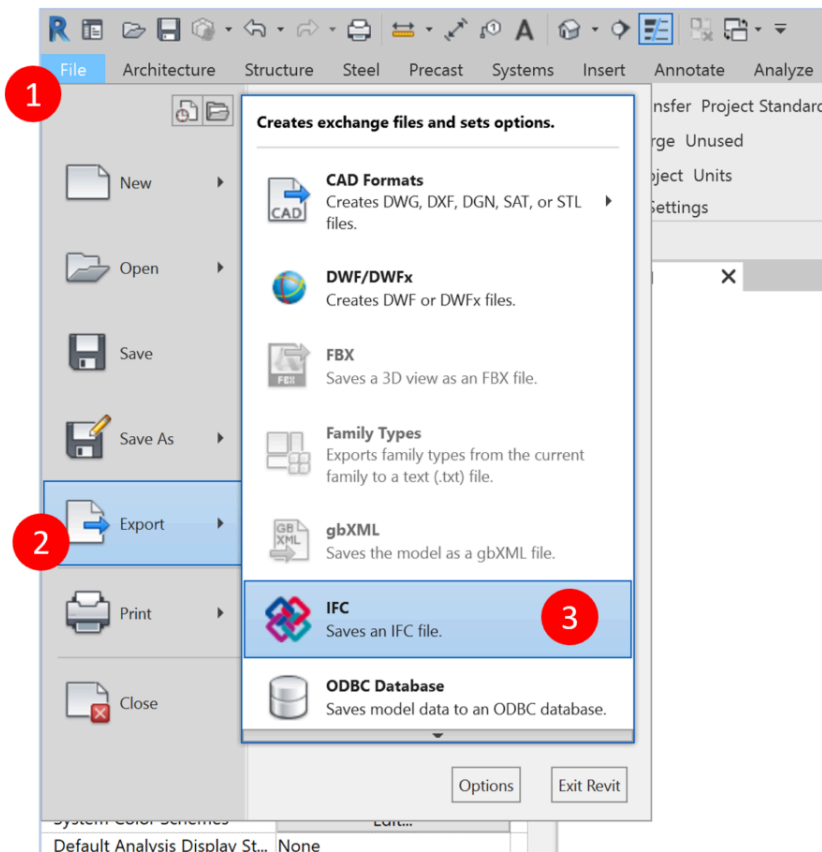 R
File Architecture Structure Steel Precast Systems Insert Annotate Analyze
1
nsfer Project Standard
Creates exchange files and sets options.
rge Unused
New
CAD Formats
Creates DWG, DXF, DGN, SAT, or STL
files.
CAD
oject Units
Settings
Open
DWF/DWFx
Creates DWF or DWFx files.
Save
FBX
Saves a 3D view as an FBX file.
FBX
Save As
Family Types
Exports family types from the current
family to a text (.txt) file.
2
Export
GB
XML
gbXML
Saves the model as a gbXML file.
Print
IFC
Saves an IFC file.
3
Close
ODBC Database
Saves model data to an ODBC database.
Options Exit Revit
System Color Schemes Edit...
Default Analysis Display St... None